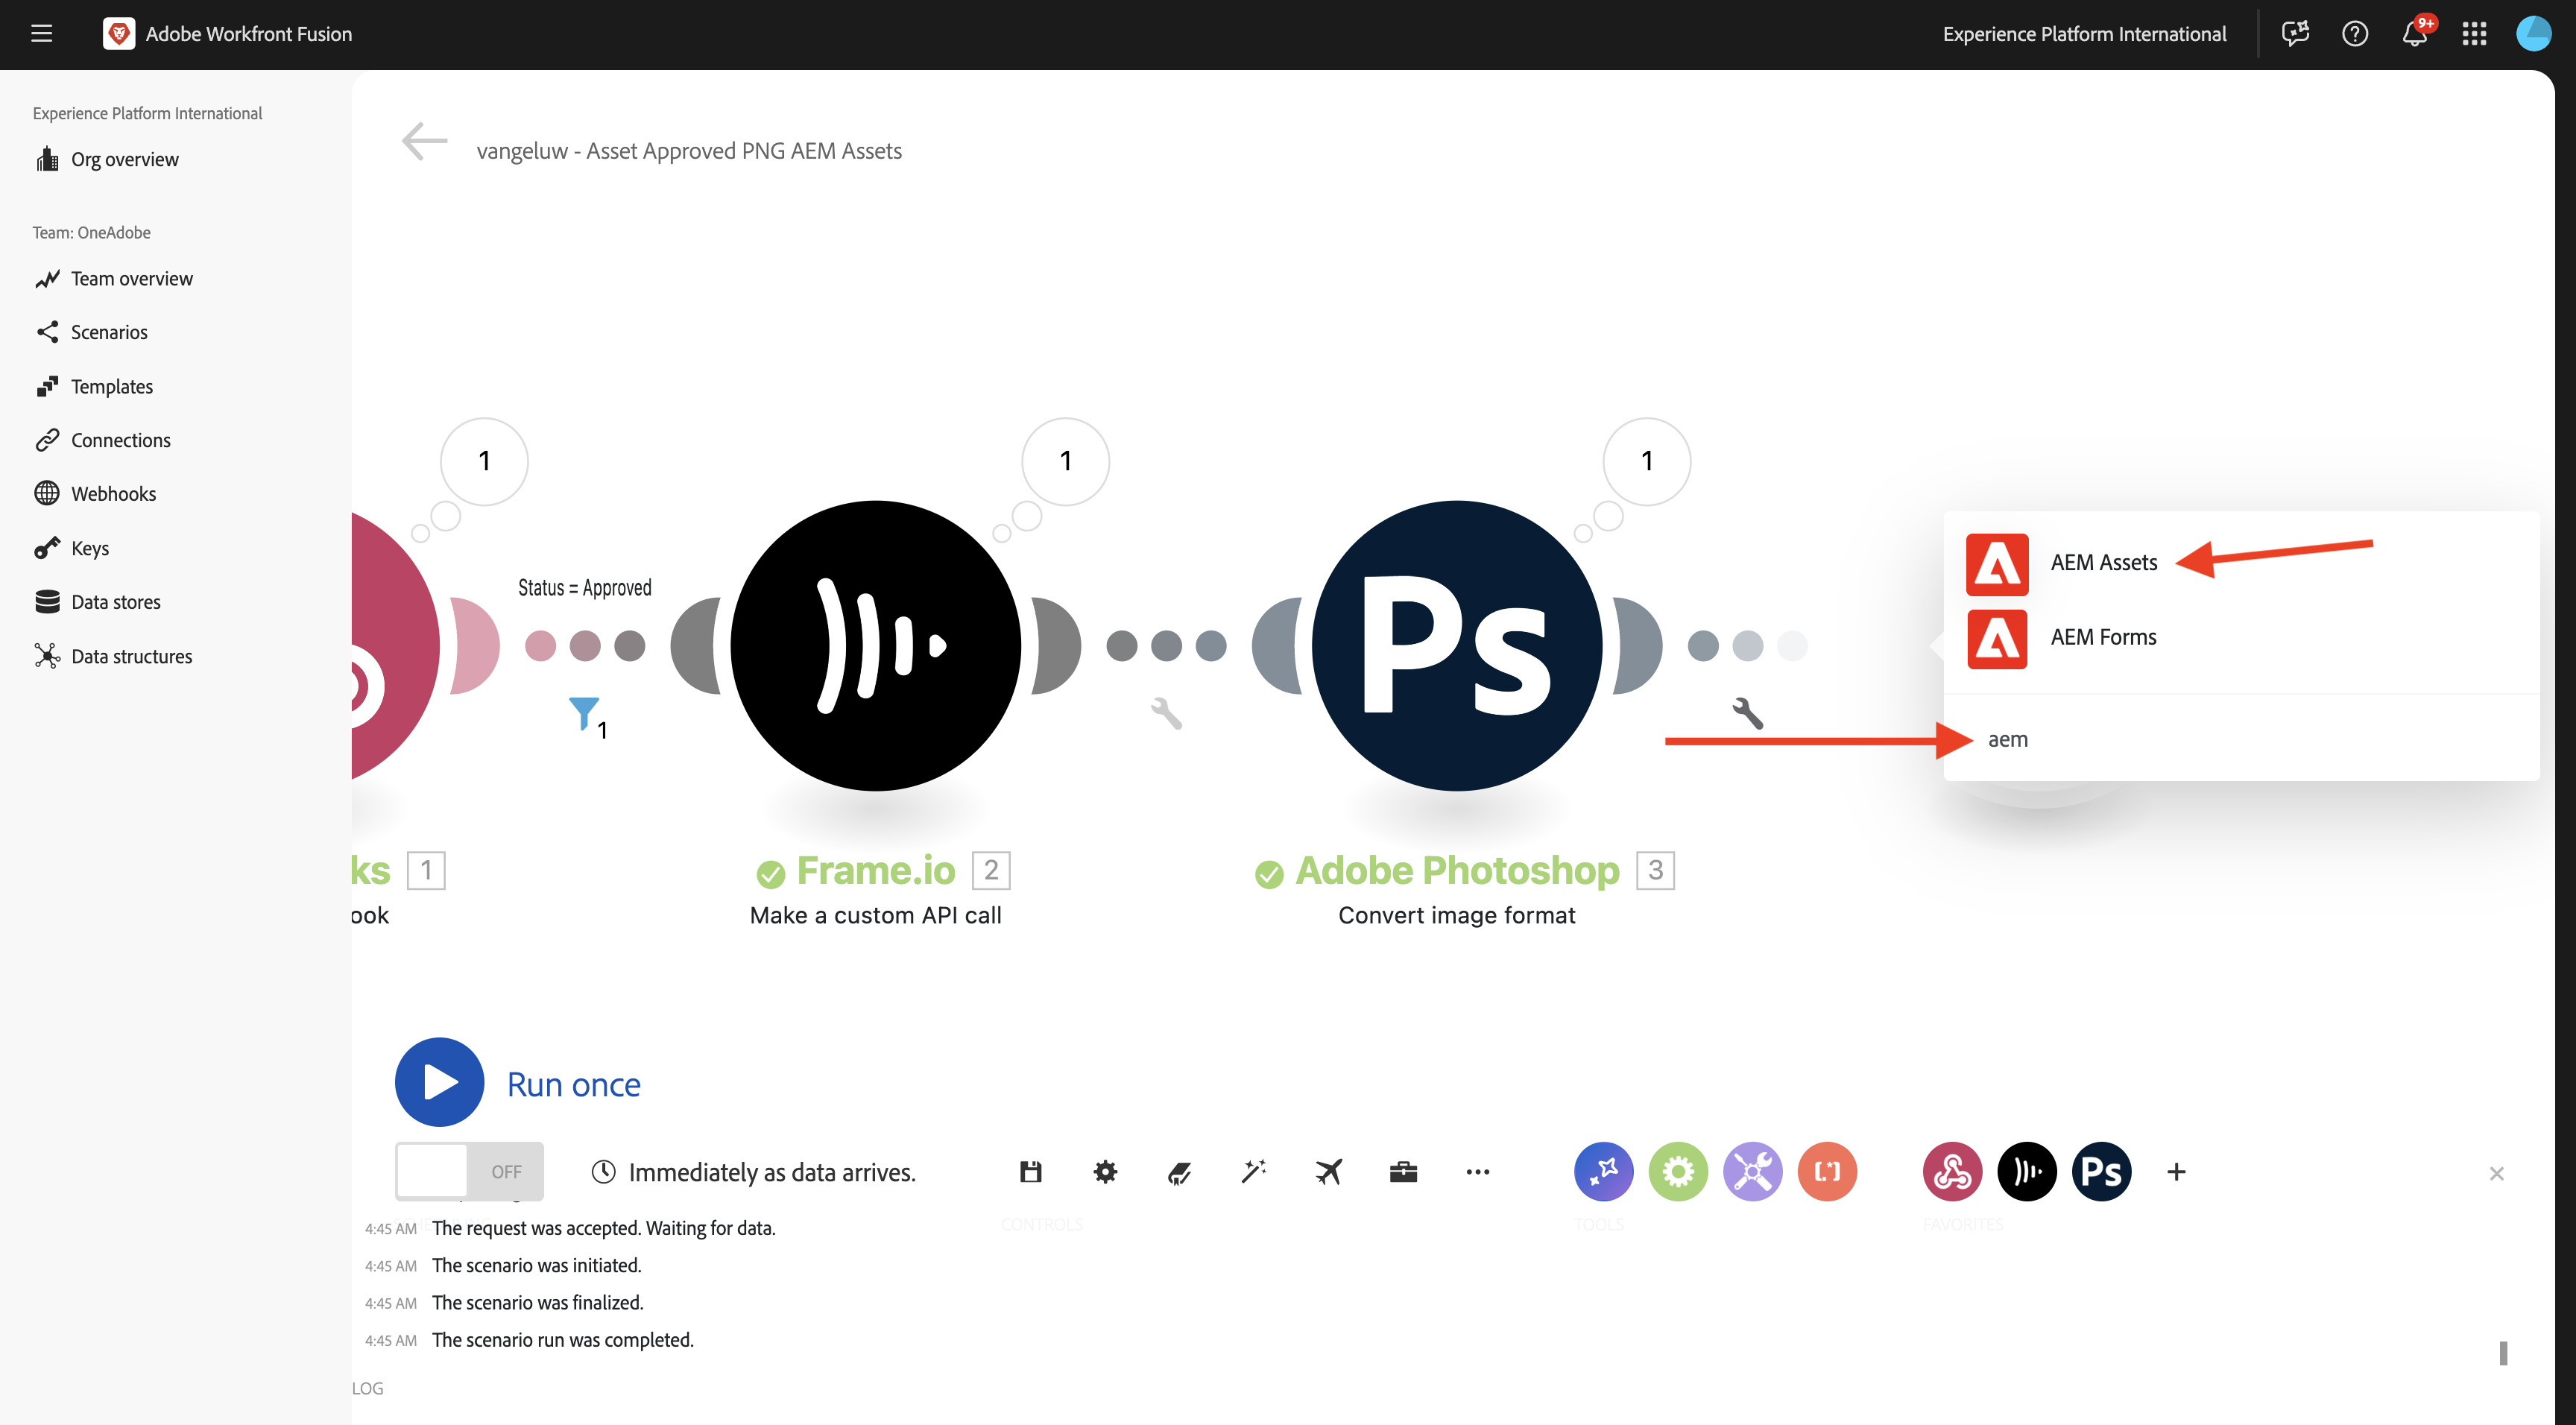 Adobe Workfront Fusion
Experience Platform International
9+
Experience Platform International
Org overview
Team: OneAdobe
Team overview
Scenarios
Templates
Connections
Webhooks
Keys
Data stores
Data structures
vangeluw - Asset Approved PNG AEM Assets
1
1
1
Status = Approved
1
Ps
AEM Assets
AEM Forms
aem
ks 1
ook
Frame.io 2
Make a custom API call
Adobe Photoshop 3
Convert image format
Run once
OFF
Immediately as data arrives.
[.*]
Ps
CONTROLS
TOOLS
FAVORITES
4:45 AM The request was accepted. Waiting for data.
4:45 AM The scenario was initiated.
4:45 AM The scenario was finalized.
4:45 AM The scenario run was completed.
LOG